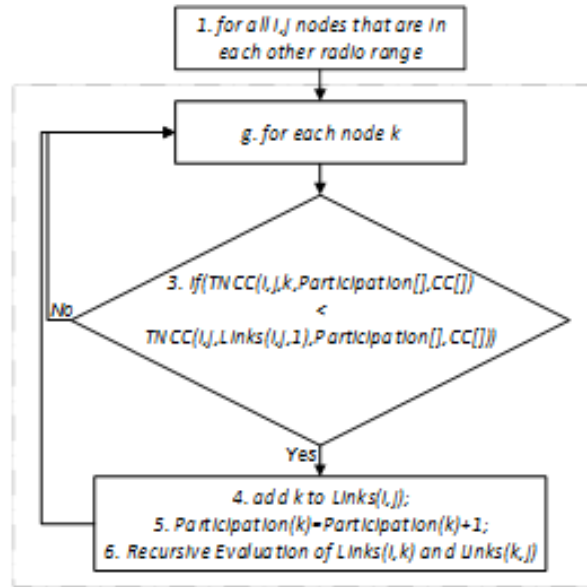 1. for all i,j nodes that are in
each other radio range
g. for each node k
3. If(TNCC(i,j,k,Participation[],CC[])
<
TNCC(i,j,Links(i,j,1),Participation[],CC[]))
No
Yes
4. add k to Links(i,j);
5. Participation(k)=Participation(k)+1;
6. Recursive Evaluation of Links(i,k) and Links(k,j)